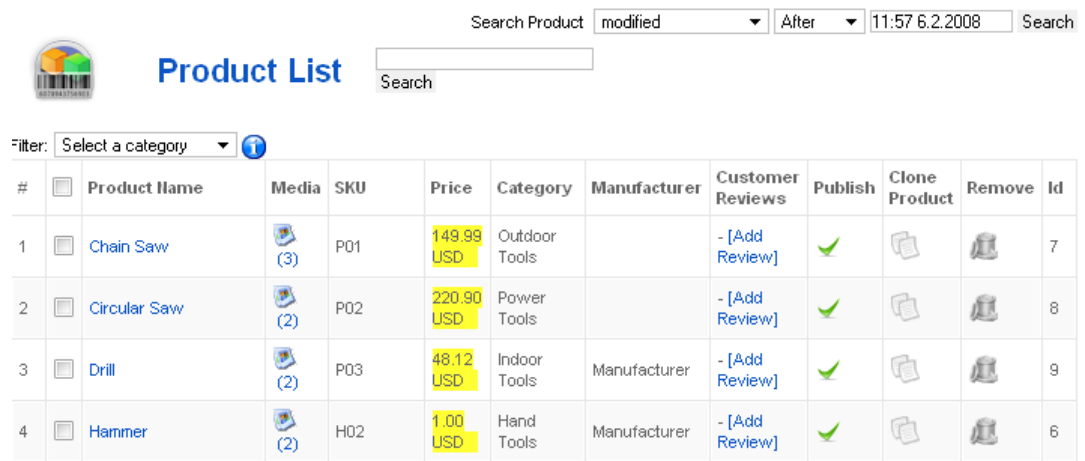 Search Product modified After 11:57 6.2.2008 Search
Product List
Search
Filter: Select a category
# Product Name Media SKU Price Category Manufacturer Customer Reviews Publish Clone Product Remove Id
1 Chain Saw (3) P01 149.99 USD Outdoor Tools - [Add Review] 7
2 Circular Saw (2) P02 220.90 USD Power Tools - [Add Review] 8
3 Drill (2) P03 48.12 USD Indoor Tools Manufacturer - [Add Review] 9
4 Hammer (2) H02 1.00 USD Hand Tools Manufacturer - [Add Review] 6